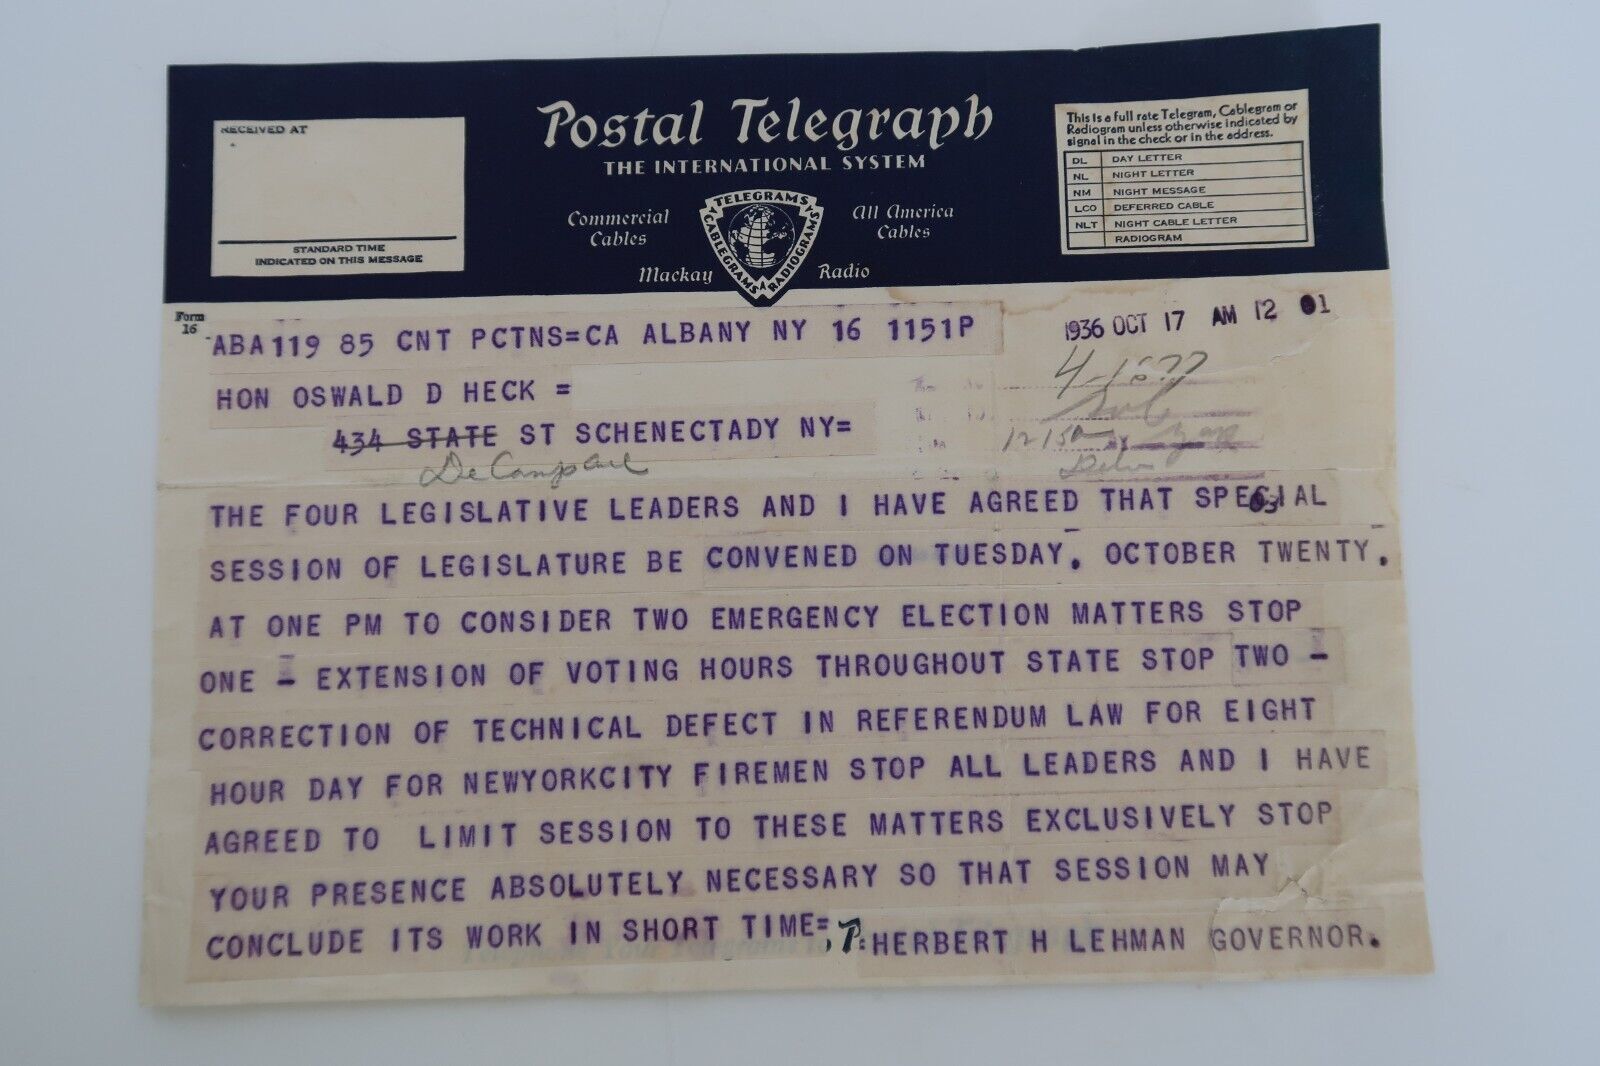 RECEIVED AT
STANDARD TIME
INDICATED ON THIS MESSAGE
Postal Telegraph
THE INTERNATIONAL SYSTEM
Commercial
Cables
All America
Cables
Mackay
Radio
TELEGRAMS
CABLEGRAMS
RADIOGRAMS
This is a full rate Telegram, Cablegram or
Radiogram unless otherwise indicated by
signal in the check or in the address.
DL DAY LETTER
NL NIGHT LETTER
NM NIGHT MESSAGE
LCO DEFERRED CABLE
NLT NIGHT CABLE LETTER
RADIOGRAM
Form
16
ABA119 85 CNT PCTNS=CA ALBANY NY 16 1151P
1936 OCT 17 AM 12 01
HON OSWALD D HECK =
434 STATE ST SCHENECTADY NY=
THE FOUR LEGISLATIVE LEADERS AND I HAVE AGREED THAT SPECIAL
SESSION OF LEGISLATURE BE CONVENED ON TUESDAY, OCTOBER TWENTY,
AT ONE PM TO CONSIDER TWO EMERGENCY ELECTION MATTERS STOP
ONE - EXTENSION OF VOTING HOURS THROUGHOUT STATE STOP TWO -
CORRECTION OF TECHNICAL DEFECT IN REFERENDUM LAW FOR EIGHT
HOUR DAY FOR NEWYORKCITY FIREMEN STOP ALL LEADERS AND I HAVE
AGREED TO LIMIT SESSION TO THESE MATTERS EXCLUSIVELY STOP
YOUR PRESENCE ABSOLUTELY NECESSARY SO THAT SESSION MAY
CONCLUDE ITS WORK IN SHORT TIME=
HERBERT H LEHMAN GOVERNOR.